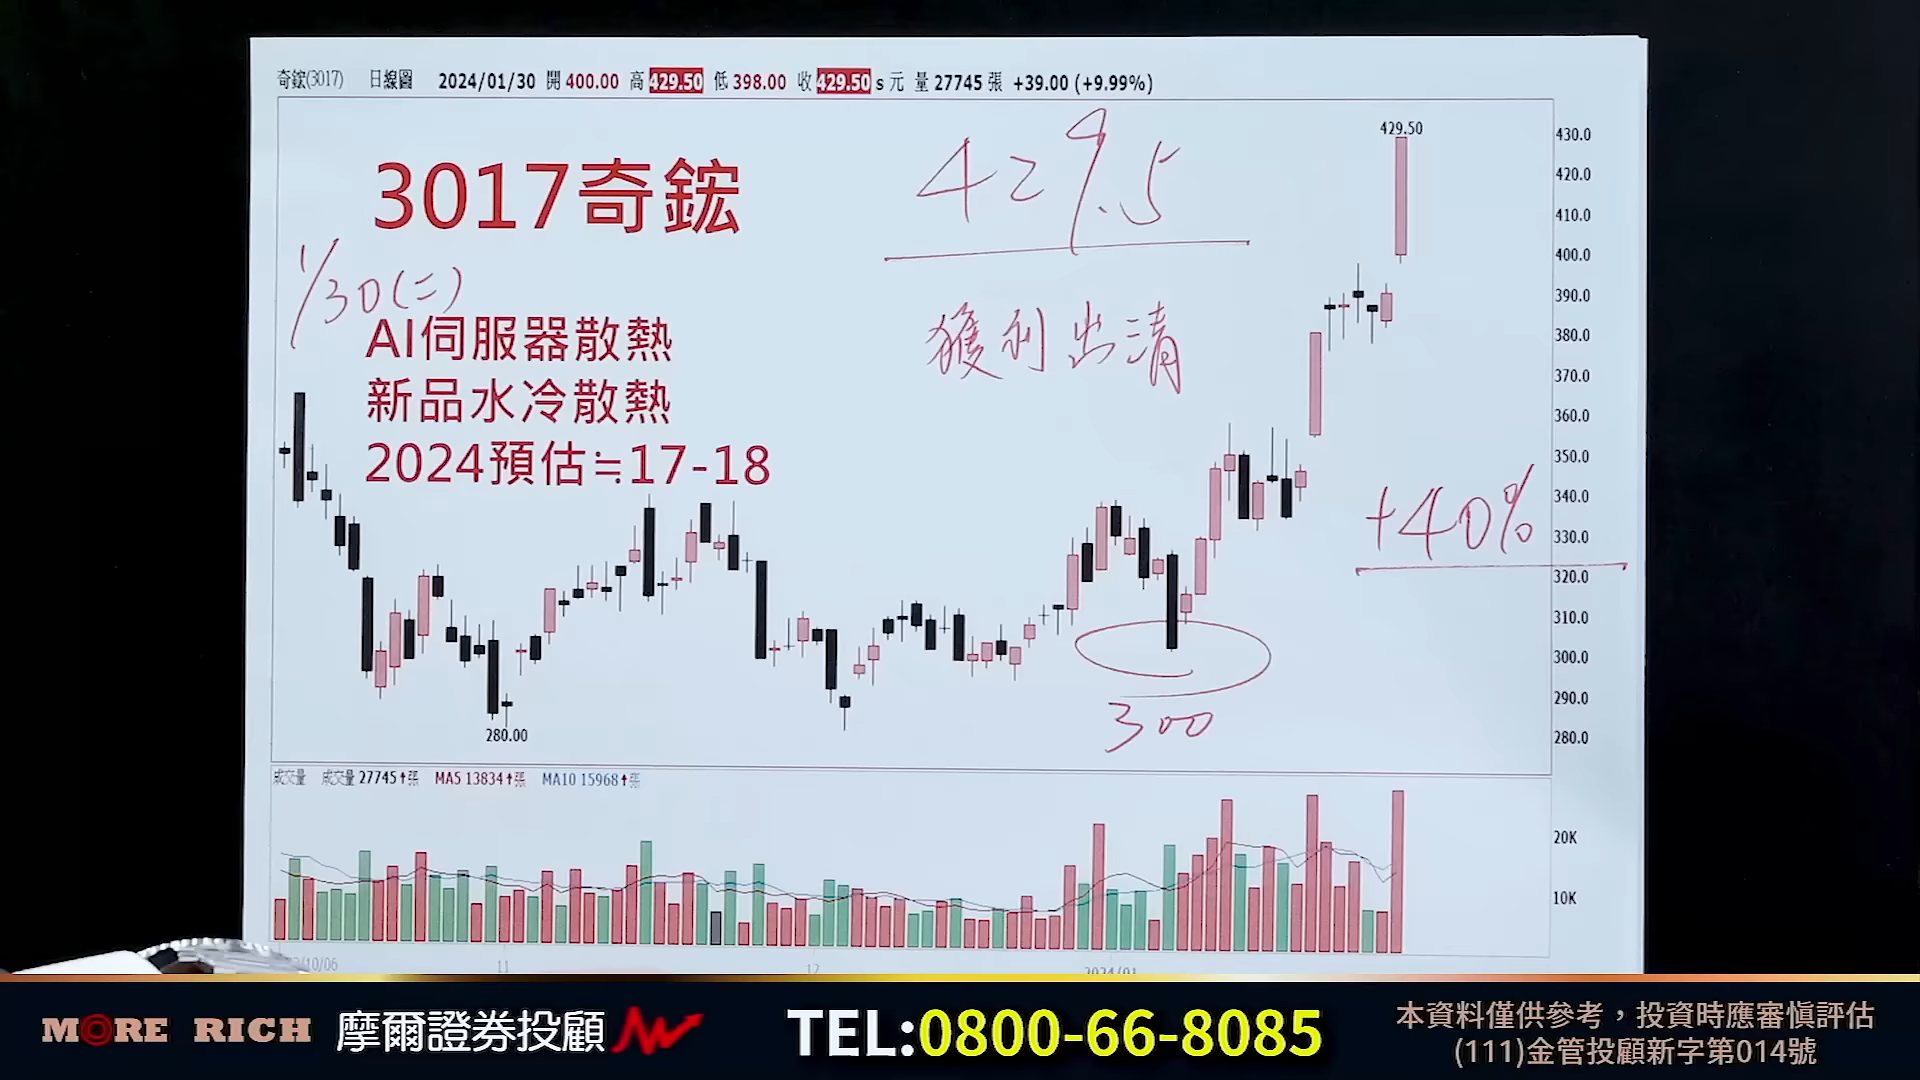 奇鋐(3017) 日線圖 2024/01/30 開 400.00 高 429.50 低 398.00 收 429.50 s 元 量 27745 張 +39.00 (+9.99%)
429.50
430.0
420.0
410.0
400.0
390.0
380.0
370.0
360.0
350.0
340.0
330.0
320.0
310.0
300.0
290.0
280.0
3017奇鋐
429.5
1/30(二)
AI伺服器散熱
新品水冷散熱
2024預估≒17-18
獲利出清
+40%
300
280.00
成交量 成交量 27745↑張 MA5 13834↑張 MA10 15968↑張
20K
10K
/10/06 11 12 2024/01
MORE RICH 摩爾證券投顧
TEL:0800-66-8085
本資料僅供參考，投資時應審慎評估
(111)金管投顧新字第014號